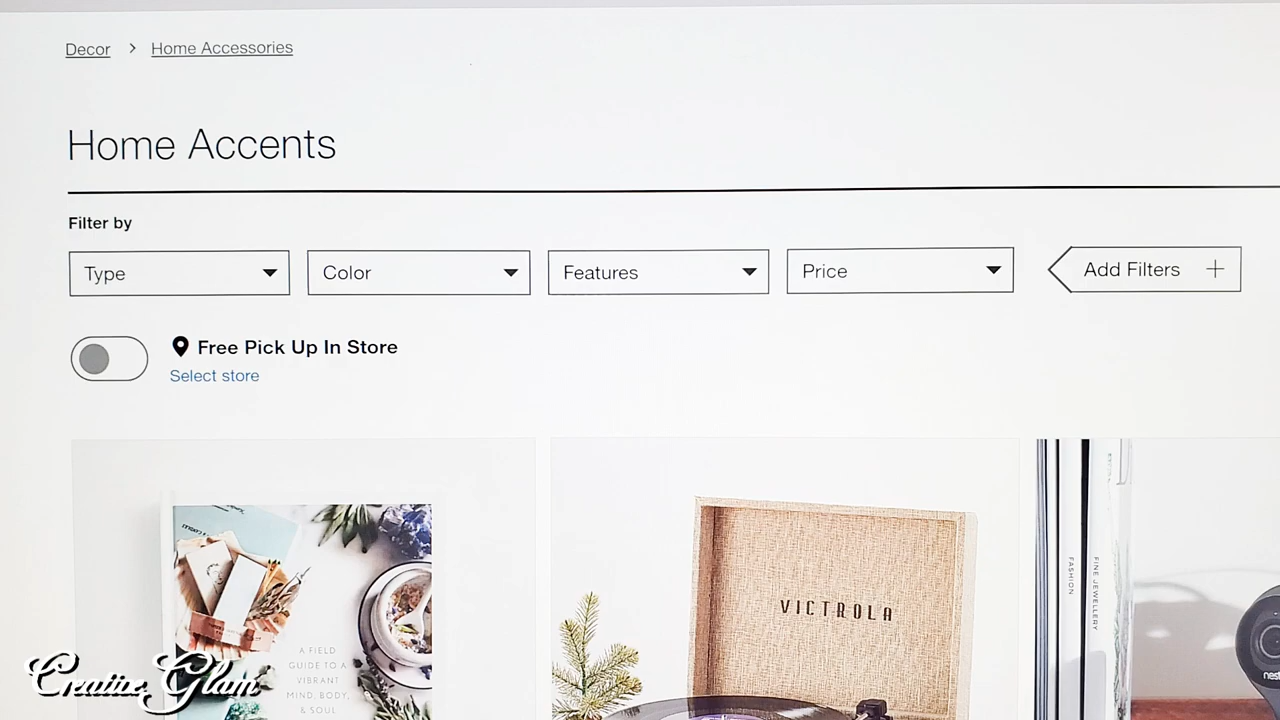 Decor > Home Accessories
Home Accents
Filter by
Type
Color
Features
Price
Add Filters +
Free Pick Up In Store
Select store
A FIELD
GUIDE TO A
VIBRANT
MIND, BODY,
& SOUL
VICTROLA
FASHION
FINE JEWELLERY
nest
Creative Glam